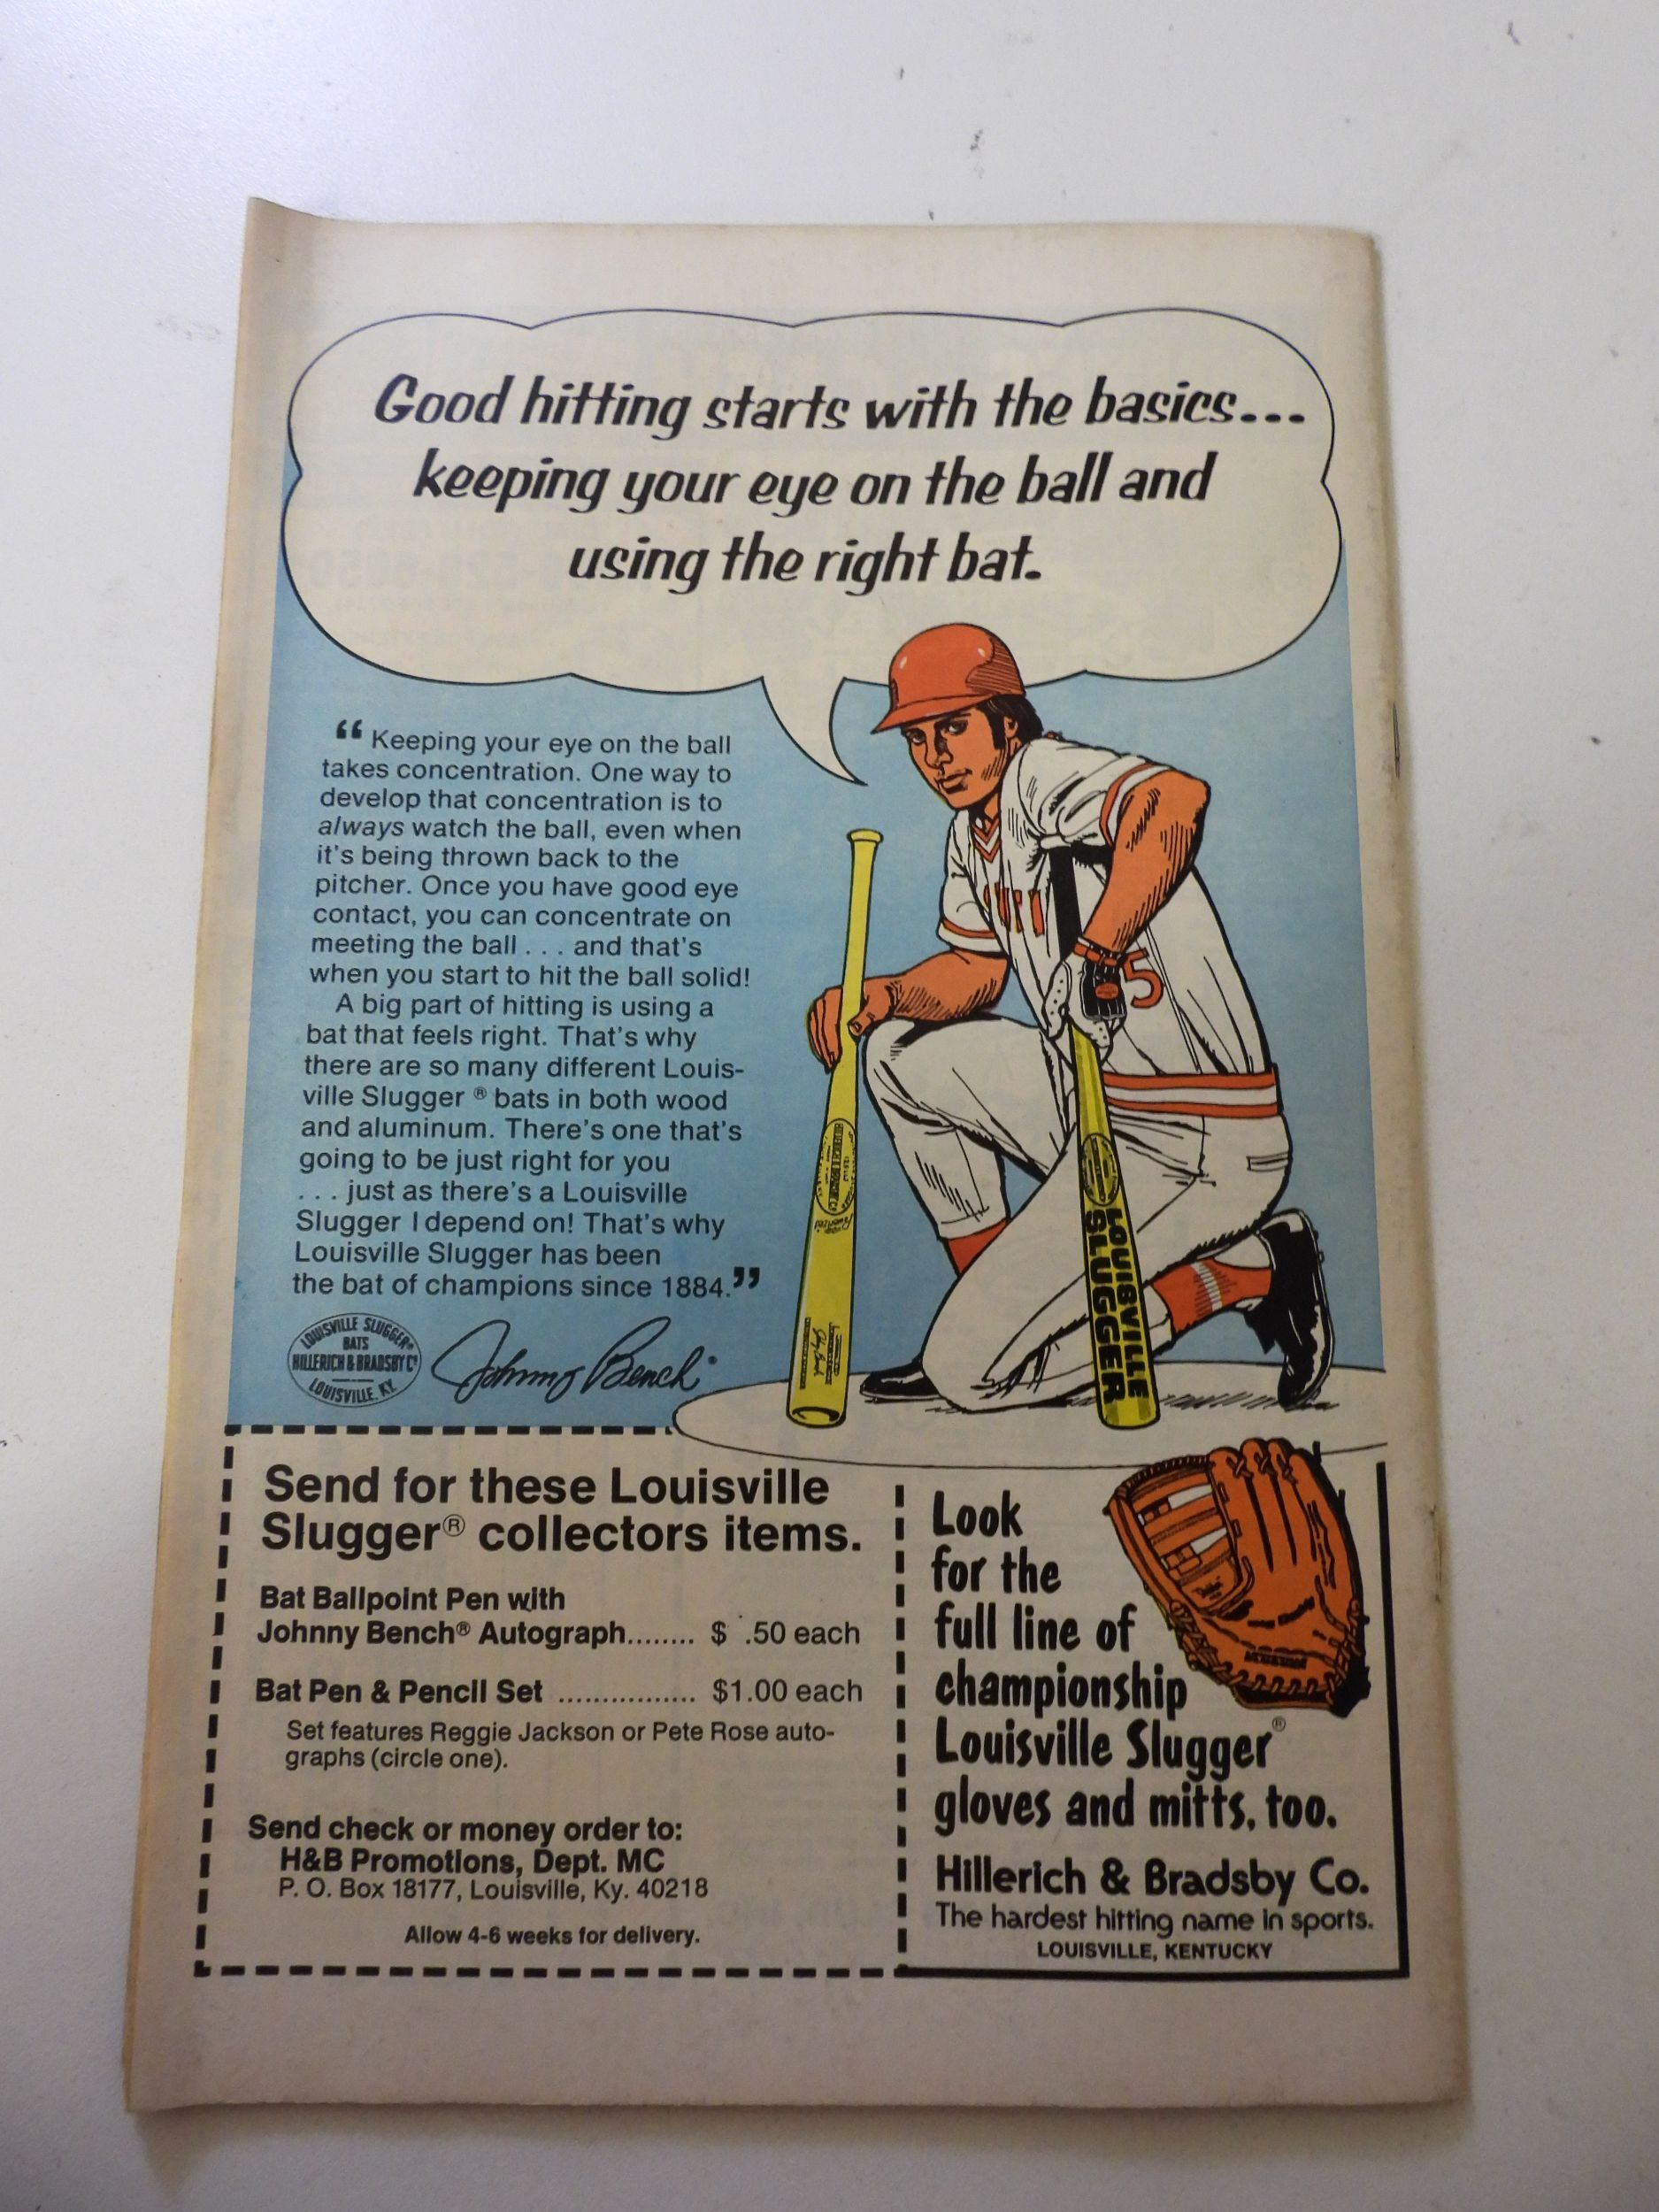 Good hitting starts with the basics...
keeping your eye on the ball and
using the right bat.
“Keeping your eye on the ball
takes concentration. One way to
develop that concentration is to
always watch the ball, even when
it's being thrown back to the
pitcher. Once you have good eye
contact, you can concentrate on
meeting the ball . . . and that's
when you start to hit the ball solid!
A big part of hitting is using a
bat that feels right. That's why
there are so many different Louis-
ville Slugger ® bats in both wood
and aluminum. There's one that's
going to be just right for you
. . . just as there's a Louisville
Slugger I depend on! That's why
Louisville Slugger has been
the bat of champions since 1884.”
LOUISVILLE SLUGGER®
BATS
HILLERICH & BRADSBY Co
LOUISVILLE, KY.
Johnny Bench
5
LOUISVILLE
SLUGGER
Send for these Louisville
Slugger® collectors items.
Bat Ballpoint Pen with
Johnny Bench® Autograph........ $ .50 each
Bat Pen & Pencil Set ................ $1.00 each
Set features Reggie Jackson or Pete Rose auto-
graphs (circle one).
Send check or money order to:
H&B Promotions, Dept. MC
P. O. Box 18177, Louisville, Ky. 40218
Allow 4-6 weeks for delivery.
Look
for the
full line of
championship
Louisville Slugger®
gloves and mitts, too.
Hillerich & Bradsby Co.
The hardest hitting name in sports.
LOUISVILLE, KENTUCKY